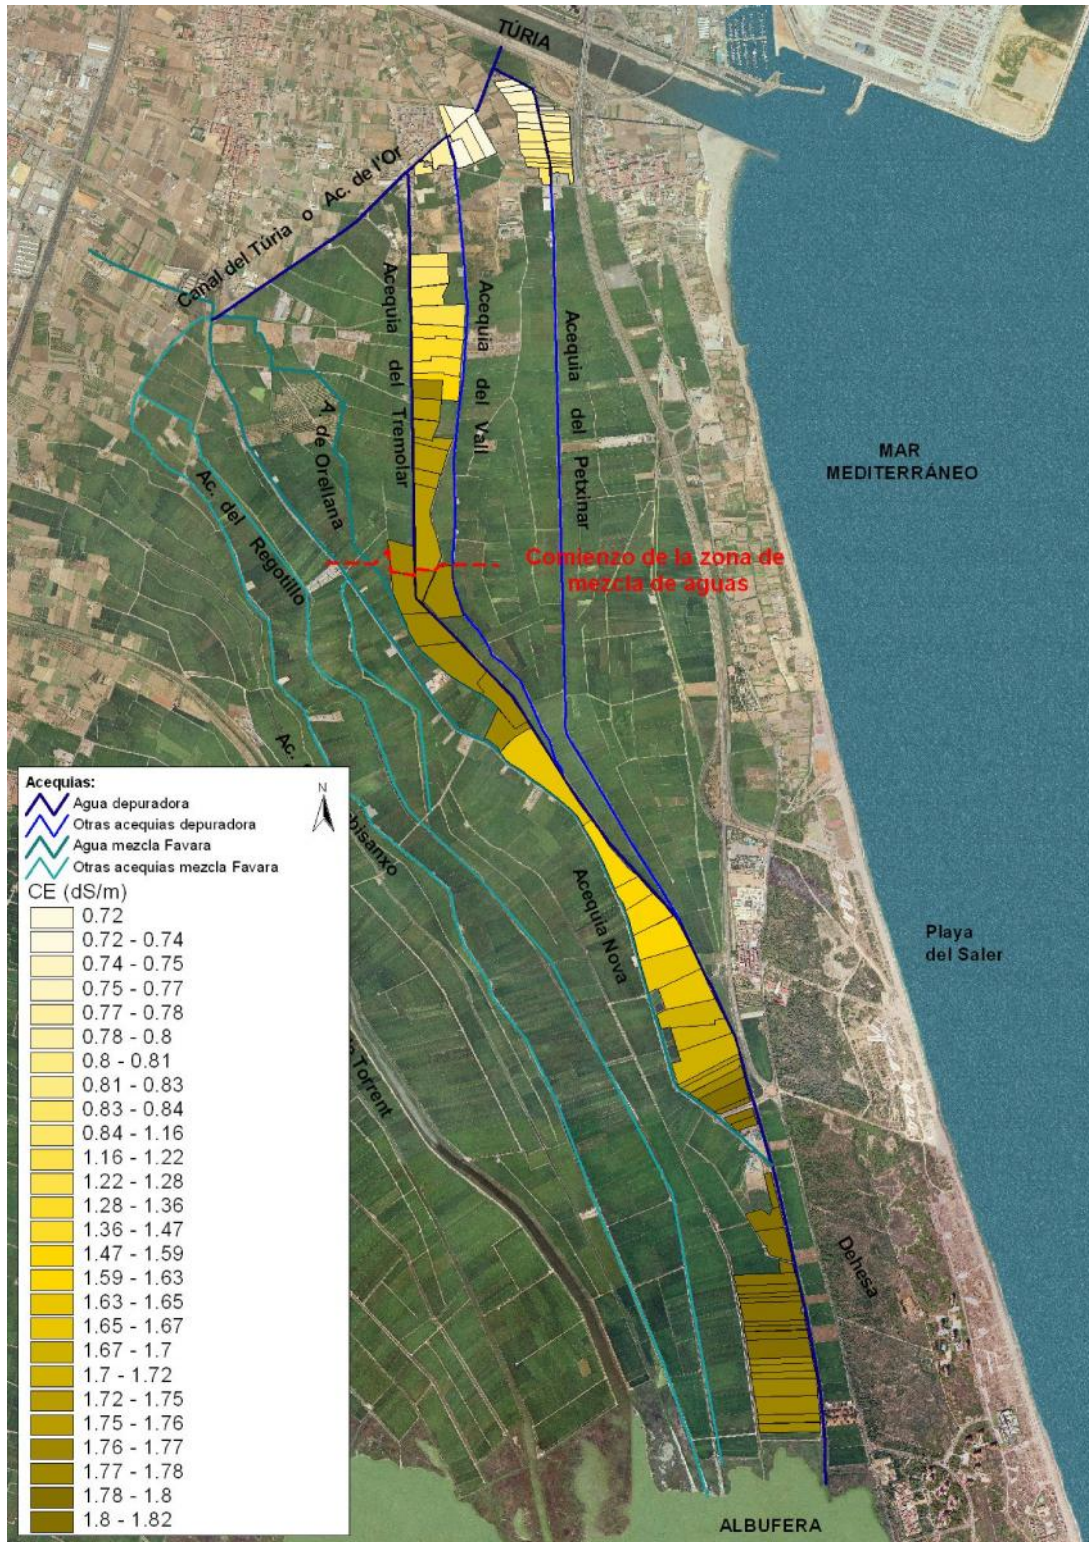 TÚRIA
Canal del Túria o Ac. de l'Or
Acequia del Tremolar
Acequia del Vall
Acequia del Petxinar
A. de Orellana
Ac. del Regotillo
MAR
MEDITERRÁNEO
Comienzo de la zona de
mezcla de aguas
Ac.
bisanxo
Acequia Nova
Torrent
Playa
del Saler
Dehesa
ALBUFERA
N
Acequias:
Agua depuradora
Otras acequias depuradora
Agua mezcla Favara
Otras acequias mezcla Favara
CE (dS/m)
0.72
0.72 - 0.74
0.74 - 0.75
0.75 - 0.77
0.77 - 0.78
0.78 - 0.8
0.8 - 0.81
0.81 - 0.83
0.83 - 0.84
0.84 - 1.16
1.16 - 1.22
1.22 - 1.28
1.28 - 1.36
1.36 - 1.47
1.47 - 1.59
1.59 - 1.63
1.63 - 1.65
1.65 - 1.67
1.67 - 1.7
1.7 - 1.72
1.72 - 1.75
1.75 - 1.76
1.76 - 1.77
1.77 - 1.78
1.78 - 1.8
1.8 - 1.82